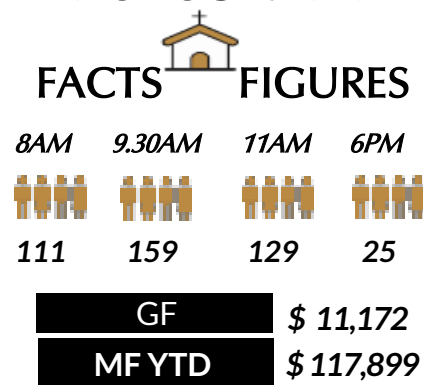 FACTS FIGURES
8AM 9.30AM 11AM 6PM
111 159 129 25
GF $ 11,172
MF YTD $ 117,899